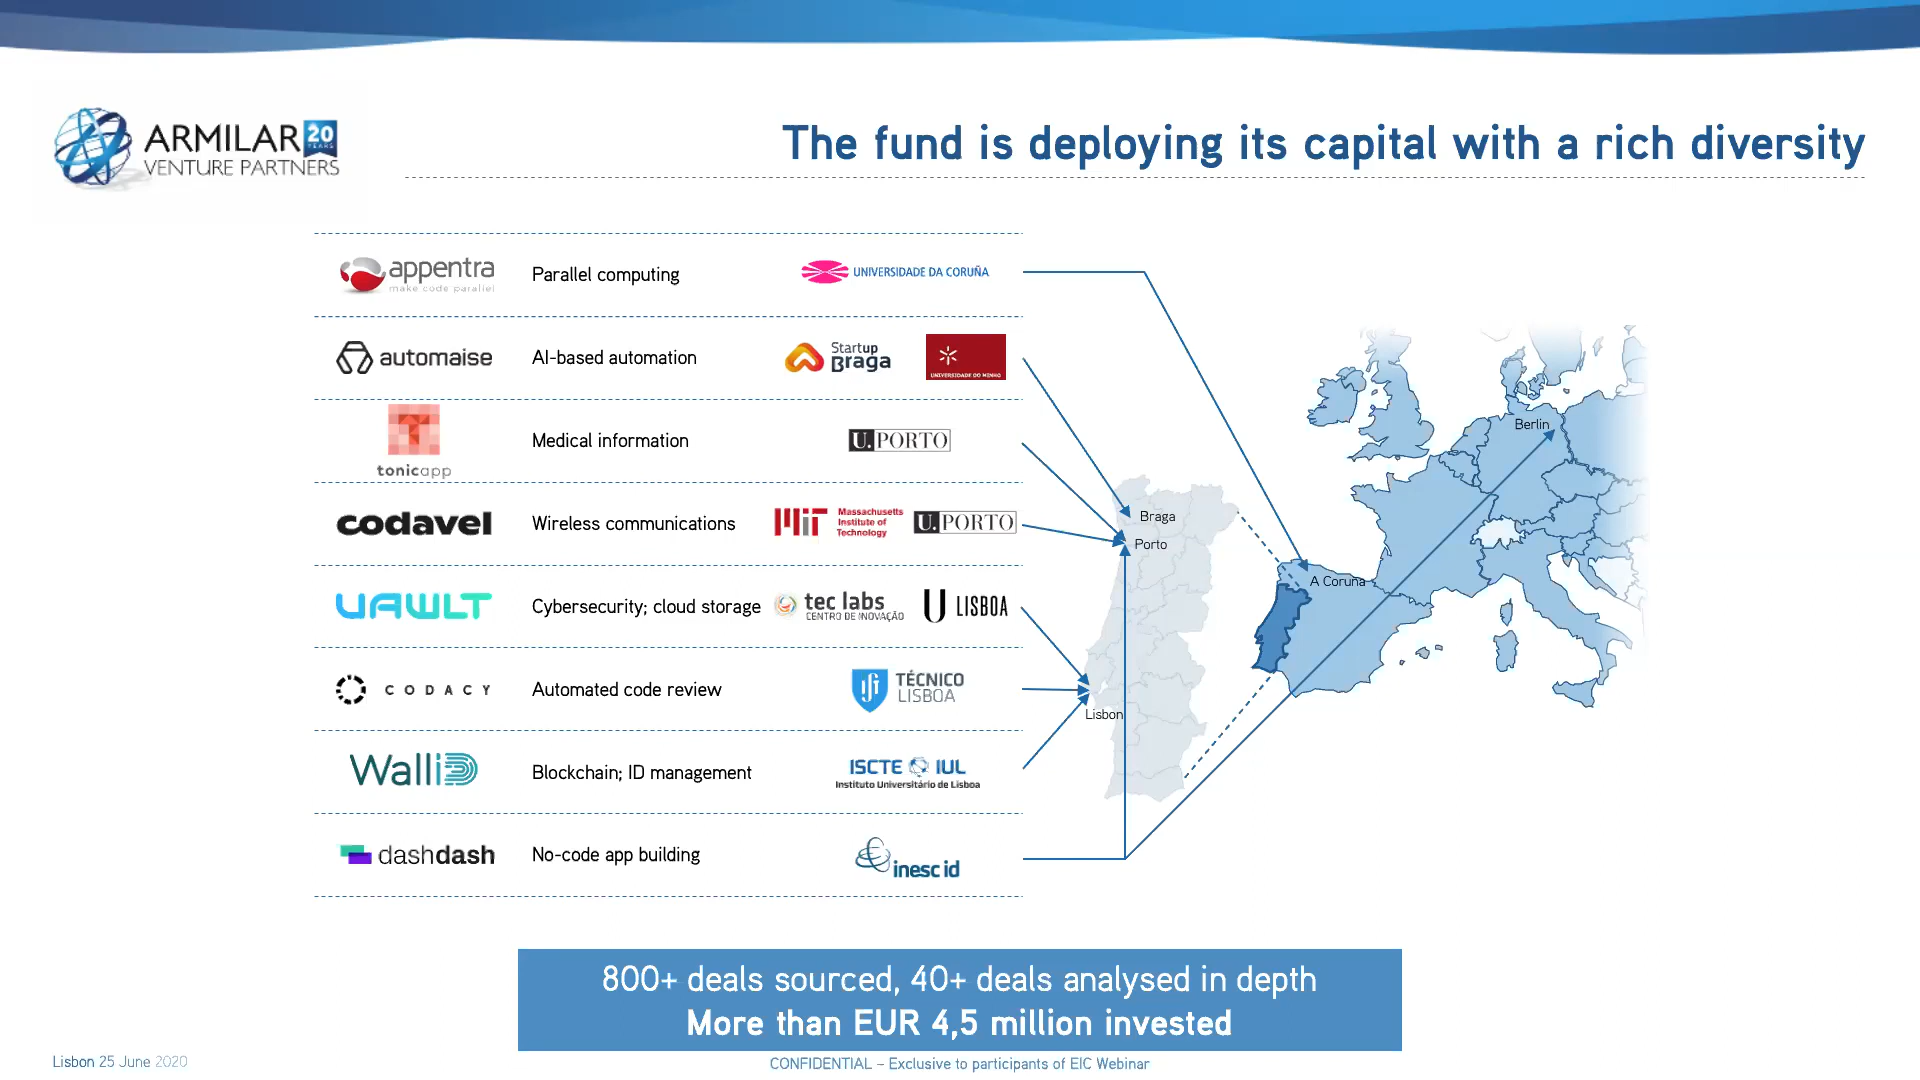 ARMILAR 20 YEARS
VENTURE PARTNERS
The fund is deploying its capital with a rich diversity
appentra
make code parallel
Parallel computing
UNIVERSIDADE DA CORUÑA
automaise
AI-based automation
Startup
Braga
UNIVERSIDADE DO MINHO
tonicapp
Medical information
U.PORTO
codavel
Wireless communications
MIT
Massachusetts
Institute of
Technology
U.PORTO
UAWLT
Cybersecurity; cloud storage
tec labs
CENTRO DE INOVAÇÃO
U LISBOA
CODACY
Automated code review
TÉCNICO
LISBOA
WalliD
Blockchain; ID management
ISCTE IUL
Instituto Universitário de Lisboa
dashdash
No-code app building
inesc id
Braga
Porto
Lisbon
A Coruna
Berlin
800+ deals sourced, 40+ deals analysed in depth
More than EUR 4,5 million invested
Lisbon 25 June 2020
CONFIDENTIAL – Exclusive to participants of EIC Webinar